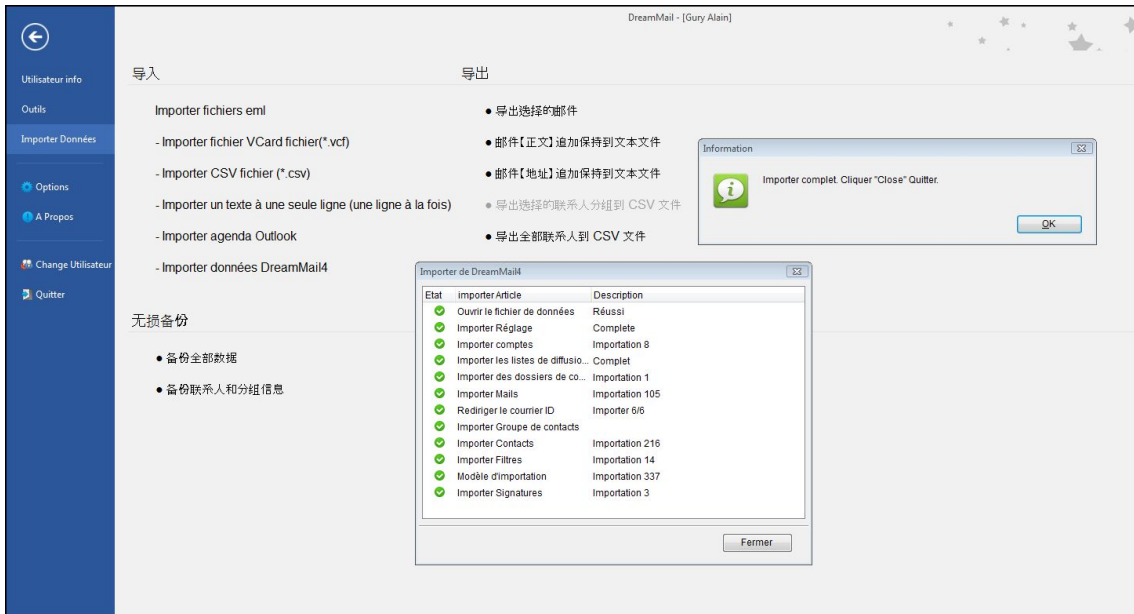 DreamMail - [Gury Alain]
Utilisateur info
Outils
Importer Données
Options
A Propos
Change Utilisateur
Quitter
导入
Importer fichiers eml
- Importer fichier VCard fichier(*.vcf)
- Importer CSV fichier (*.csv)
- Importer un texte à une seule ligne (une ligne à la fois)
- Importer agenda Outlook
- Importer données DreamMail4
导出
● 导出选择的邮件
● 邮件【正文】追加保持到文本文件
● 邮件【地址】追加保持到文本文件
● 导出选择的联系人分组到 CSV 文件
● 导出全部联系人到 CSV 文件
无损备份
● 备份全部数据
● 备份联系人和分组信息
Information
Importer complet. Cliquer "Close" Quitter.
OK
Importer de DreamMail4
Etat importer Article Description
Ouvrir le fichier de données Réussi
Importer Réglage Complete
Importer comptes Importation 8
Importer les listes de diffusio... Complet
Importer des dossiers de co... Importation 1
Importer Mails Importation 105
Rediriger le courrier ID Importer 6/6
Importer Groupe de contacts
Importer Contacts Importation 216
Importer Filtres Importation 14
Modèle d'importation Importation 337
Importer Signatures Importation 3
Fermer